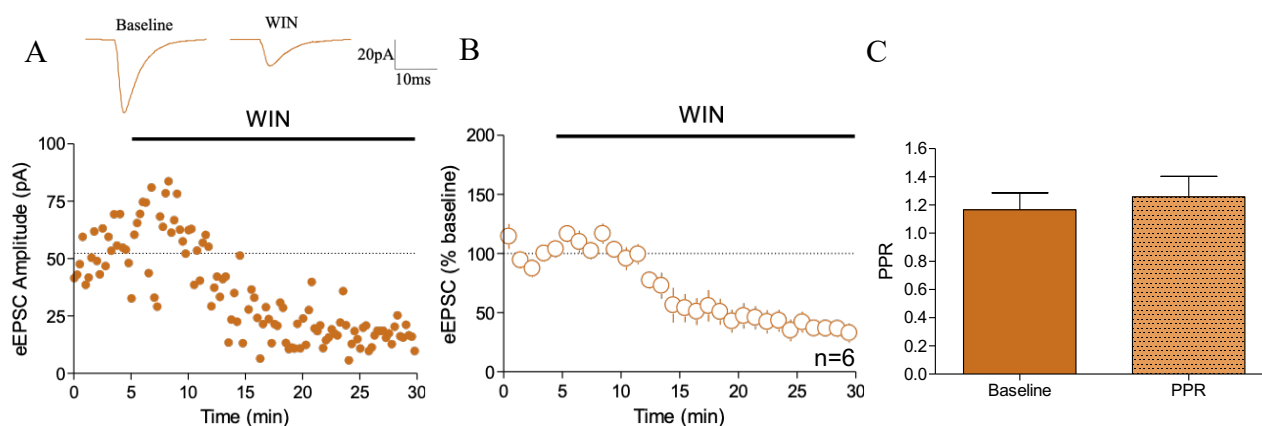 A
Baseline
WIN
20pA
10ms
WIN
eEPSC Amplitude (pA)
100
75
50
25
0
0 5 10 15 20 25 30
Time (min)
B
WIN
eEPSC (% baseline)
200
150
100
50
0
n=6
0 5 10 15 20 25 30
Time (min)
C
PPR
1.6
1.4
1.2
1.0
0.8
0.6
0.4
0.2
0.0
Baseline PPR